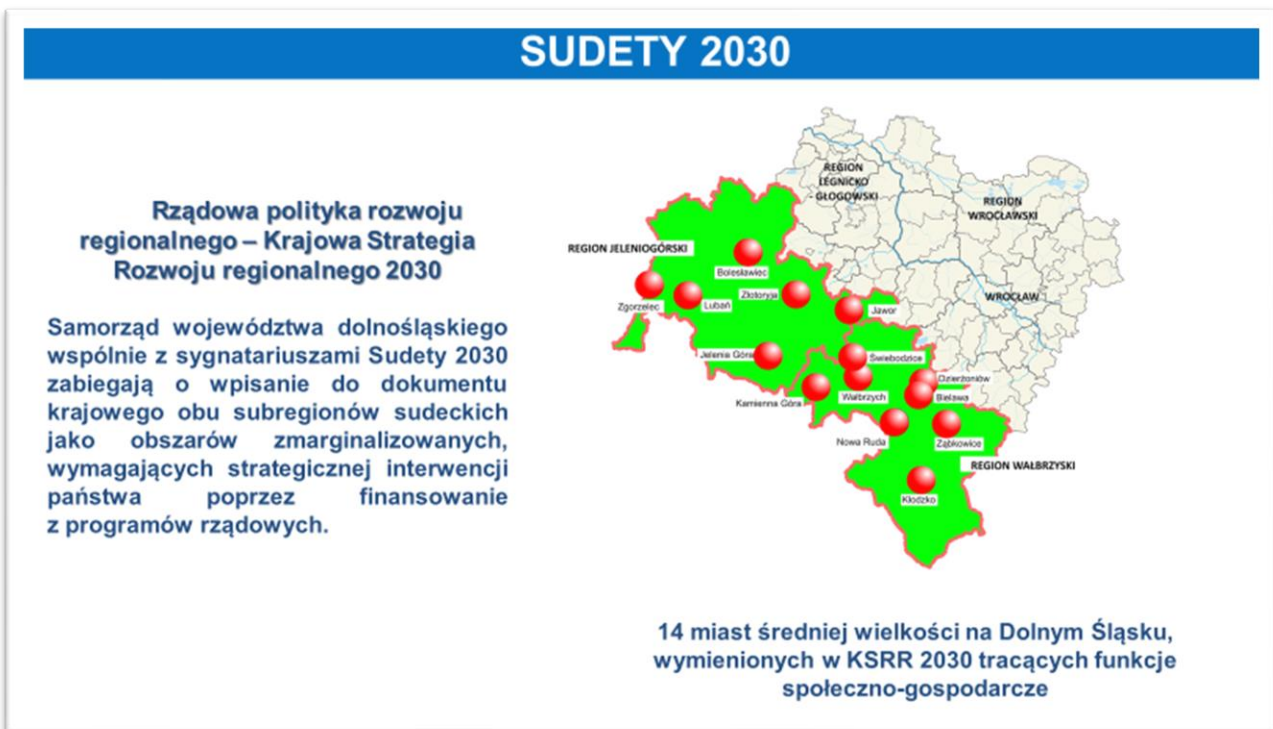 SUDETY 2030
Rządowa polityka rozwoju
regionalnego – Krajowa Strategia
Rozwoju regionalnego 2030
Samorząd województwa dolnośląskiego
wspólnie z sygnatariuszami Sudety 2030
zabiegają o wpisanie do dokumentu
krajowego obu subregionów sudeckich
jako obszarów zmarginalizowanych,
wymagających strategicznej interwencji
państwa poprzez finansowanie
z programów rządowych.
REGION
LEGNICKO
- GŁOGOWSKI
REGION
WROCŁAWSKI
REGION JELENIOGÓRSKI
Bolesławiec
Zgorzelec
Lubań
Złotoryja
WROCŁAW
Jawor
Jelenia Góra
Świebodzice
Dzierżoniów
Wałbrzych
Bielawa
Kamienna Góra
Nowa Ruda
Ząbkowice
REGION WAŁBRZYSKI
Kłodzko
14 miast średniej wielkości na Dolnym Śląsku,
wymienionych w KSRR 2030 tracących funkcje
społeczno-gospodarcze